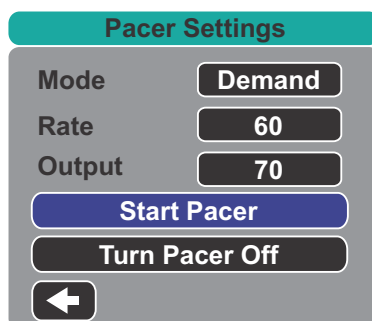 Pacer Settings
Mode Demand
Rate 60
Output 70
Start Pacer
Turn Pacer Off